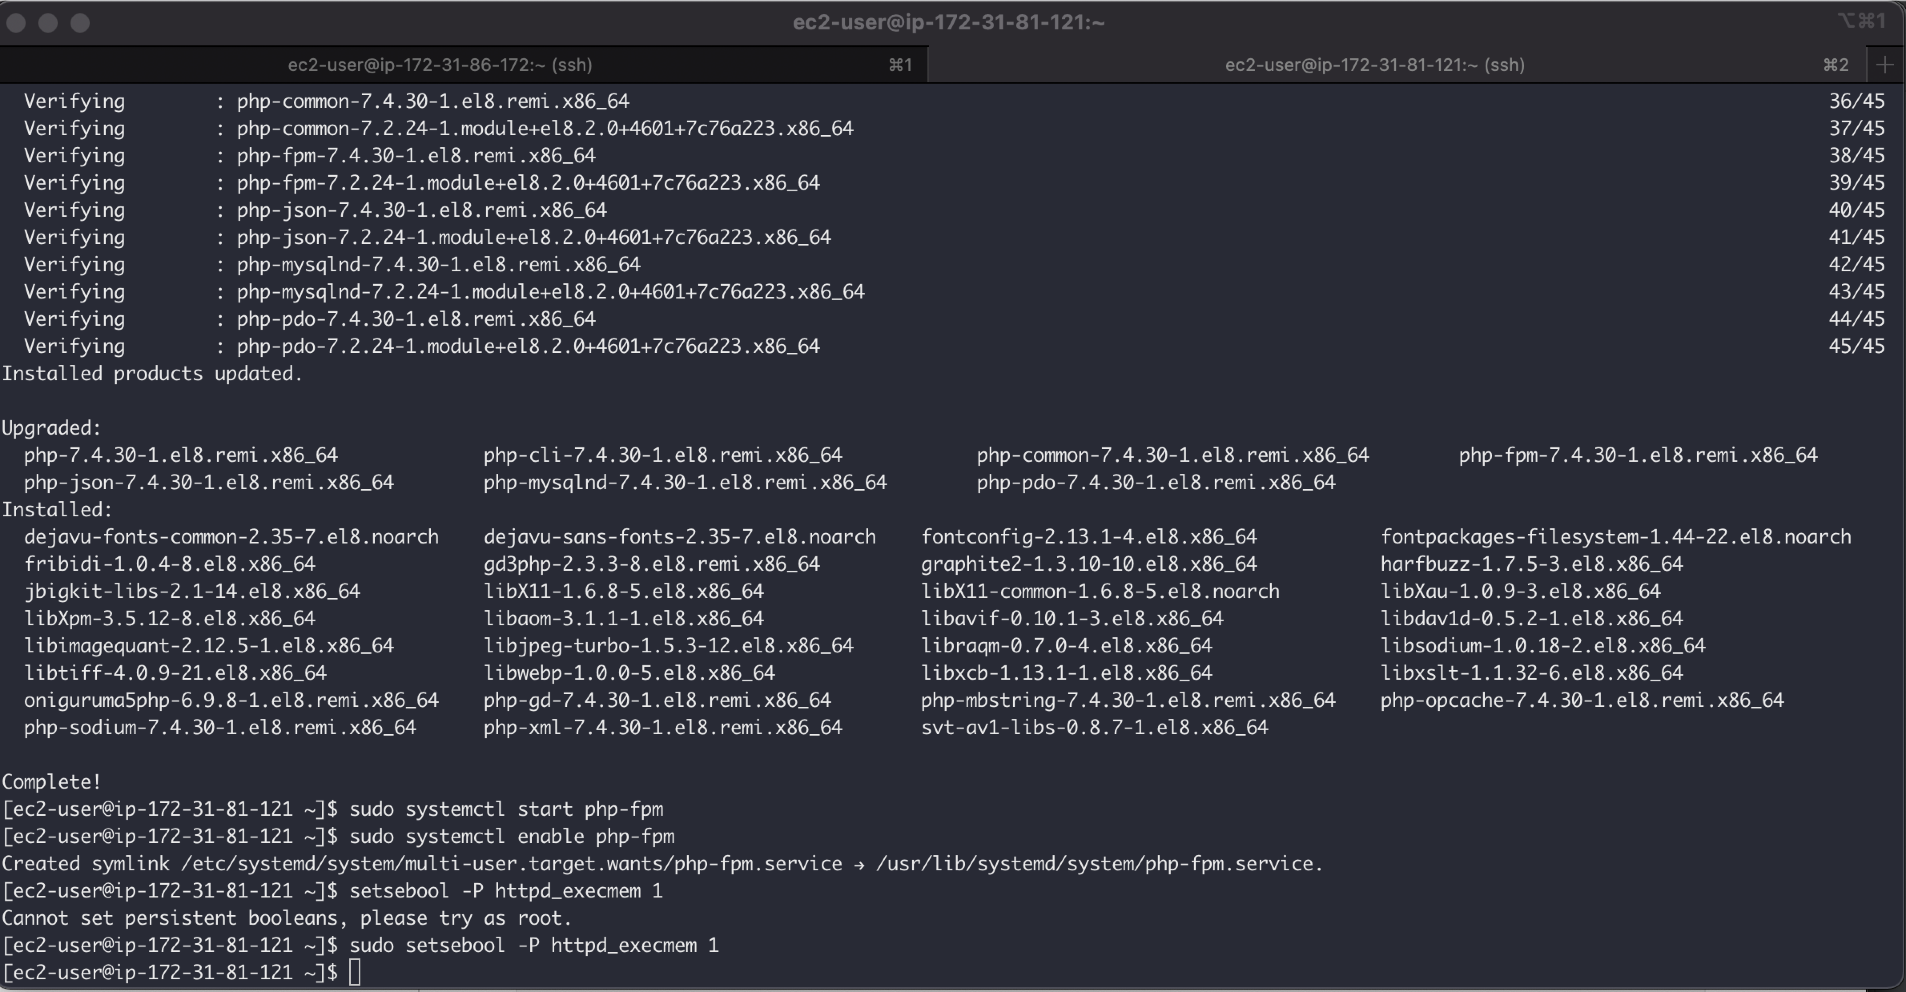 ec2-user@ip-172-31-81-121:~ ⌥⌘1
ec2-user@ip-172-31-86-172:~ (ssh) ⌘1 ec2-user@ip-172-31-81-121:~ (ssh) ⌘2 +
Verifying : php-common-7.4.30-1.el8.remi.x86_64 36/45
Verifying : php-common-7.2.24-1.module+el8.2.0+4601+7c76a223.x86_64 37/45
Verifying : php-fpm-7.4.30-1.el8.remi.x86_64 38/45
Verifying : php-fpm-7.2.24-1.module+el8.2.0+4601+7c76a223.x86_64 39/45
Verifying : php-json-7.4.30-1.el8.remi.x86_64 40/45
Verifying : php-json-7.2.24-1.module+el8.2.0+4601+7c76a223.x86_64 41/45
Verifying : php-mysqlnd-7.4.30-1.el8.remi.x86_64 42/45
Verifying : php-mysqlnd-7.2.24-1.module+el8.2.0+4601+7c76a223.x86_64 43/45
Verifying : php-pdo-7.4.30-1.el8.remi.x86_64 44/45
Verifying : php-pdo-7.2.24-1.module+el8.2.0+4601+7c76a223.x86_64 45/45
Installed products updated.
Upgraded:
php-7.4.30-1.el8.remi.x86_64 php-cli-7.4.30-1.el8.remi.x86_64 php-common-7.4.30-1.el8.remi.x86_64 php-fpm-7.4.30-1.el8.remi.x86_64
php-json-7.4.30-1.el8.remi.x86_64 php-mysqlnd-7.4.30-1.el8.remi.x86_64 php-pdo-7.4.30-1.el8.remi.x86_64
Installed:
dejavu-fonts-common-2.35-7.el8.noarch dejavu-sans-fonts-2.35-7.el8.noarch fontconfig-2.13.1-4.el8.x86_64 fontpackages-filesystem-1.44-22.el8.noarch
fribidi-1.0.4-8.el8.x86_64 gd3php-2.3.3-8.el8.remi.x86_64 graphite2-1.3.10-10.el8.x86_64 harfbuzz-1.7.5-3.el8.x86_64
jbigkit-libs-2.1-14.el8.x86_64 libX11-1.6.8-5.el8.x86_64 libX11-common-1.6.8-5.el8.noarch libXau-1.0.9-3.el8.x86_64
libXpm-3.5.12-8.el8.x86_64 libaom-3.1.1-1.el8.x86_64 libavif-0.10.1-3.el8.x86_64 libdav1d-0.5.2-1.el8.x86_64
libimagequant-2.12.5-1.el8.x86_64 libjpeg-turbo-1.5.3-12.el8.x86_64 libraqm-0.7.0-4.el8.x86_64 libsodium-1.0.18-2.el8.x86_64
libtiff-4.0.9-21.el8.x86_64 libwebp-1.0.0-5.el8.x86_64 libxcb-1.13.1-1.el8.x86_64 libxslt-1.1.32-6.el8.x86_64
oniguruma5php-6.9.8-1.el8.remi.x86_64 php-gd-7.4.30-1.el8.remi.x86_64 php-mbstring-7.4.30-1.el8.remi.x86_64 php-opcache-7.4.30-1.el8.remi.x86_64
php-sodium-7.4.30-1.el8.remi.x86_64 php-xml-7.4.30-1.el8.remi.x86_64 svt-av1-libs-0.8.7-1.el8.x86_64
Complete!
[ec2-user@ip-172-31-81-121 ~]$ sudo systemctl start php-fpm
[ec2-user@ip-172-31-81-121 ~]$ sudo systemctl enable php-fpm
Created symlink /etc/systemd/system/multi-user.target.wants/php-fpm.service → /usr/lib/systemd/system/php-fpm.service.
[ec2-user@ip-172-31-81-121 ~]$ setsebool -P httpd_execmem 1
Cannot set persistent booleans, please try as root.
[ec2-user@ip-172-31-81-121 ~]$ sudo setsebool -P httpd_execmem 1
[ec2-user@ip-172-31-81-121 ~]$